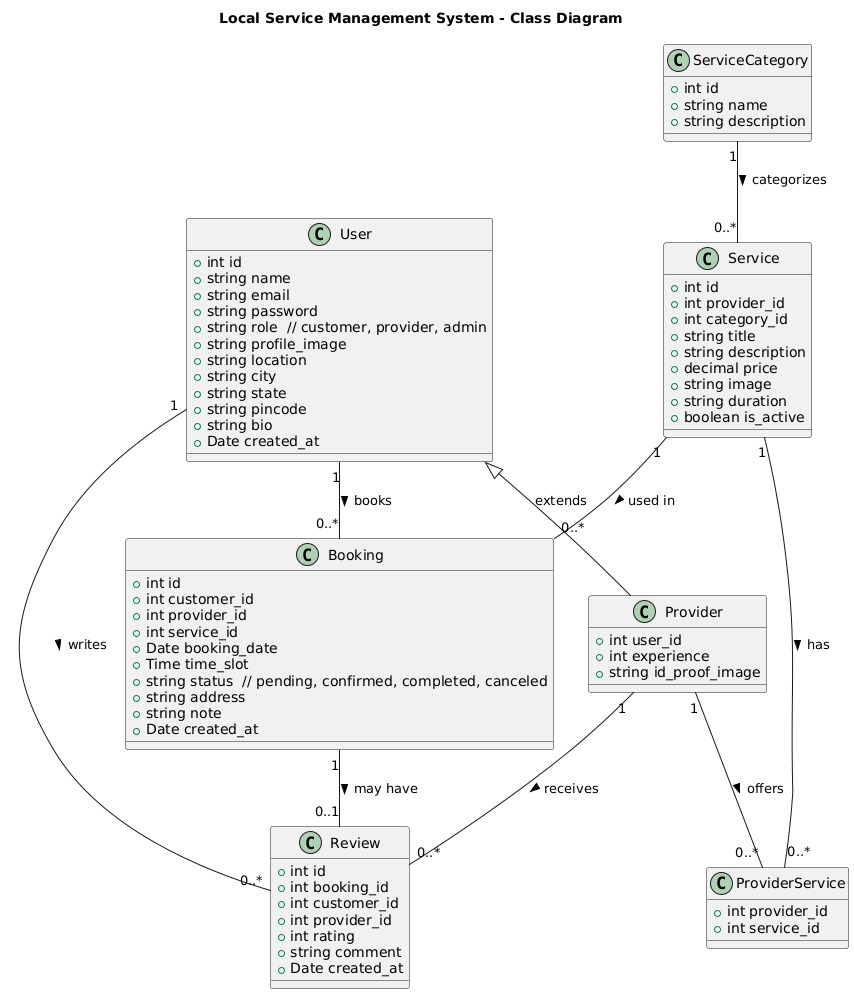 Local Service Management System - Class Diagram
C ServiceCategory
int id
string name
string description
1
categorizes
0..*
C User
int id
string name
string email
string password
string role // customer, provider, admin
string profile_image
string location
string city
string state
string pincode
string bio
Date created_at
C Service
int id
int provider_id
int category_id
string title
string description
decimal price
string image
string duration
boolean is_active
1
1
books
0..*
extends
1
used in
0..*
1
C Booking
int id
int customer_id
int provider_id
int service_id
Date booking_date
Time time_slot
string status // pending, confirmed, completed, canceled
string address
string note
Date created_at
C Provider
int user_id
int experience
string id_proof_image
writes
has
1
may have
0..1
1
receives
0..*
1
offers
0..*
0..*
0..*
C Review
int id
int booking_id
int customer_id
int provider_id
int rating
string comment
Date created_at
C ProviderService
int provider_id
int service_id